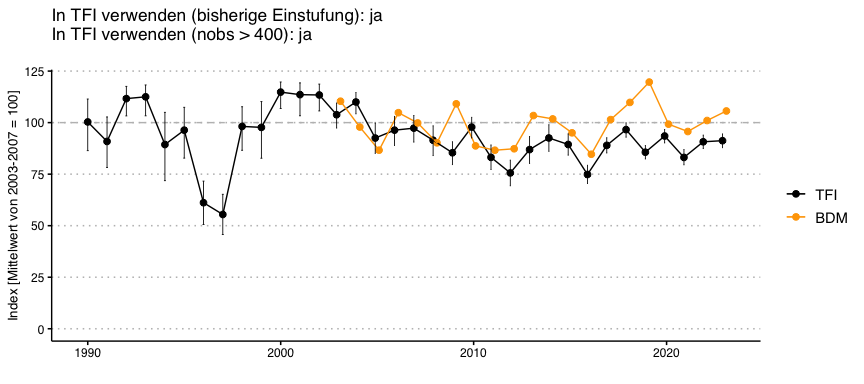 In TFI verwenden (bisherige Einstufung): ja
In TFI verwenden (nobs > 400): ja
Index [Mittelwert von 2003-2007 = 100]
125
100
75
50
25
0
1990
2000
2010
2020
TFI
BDM